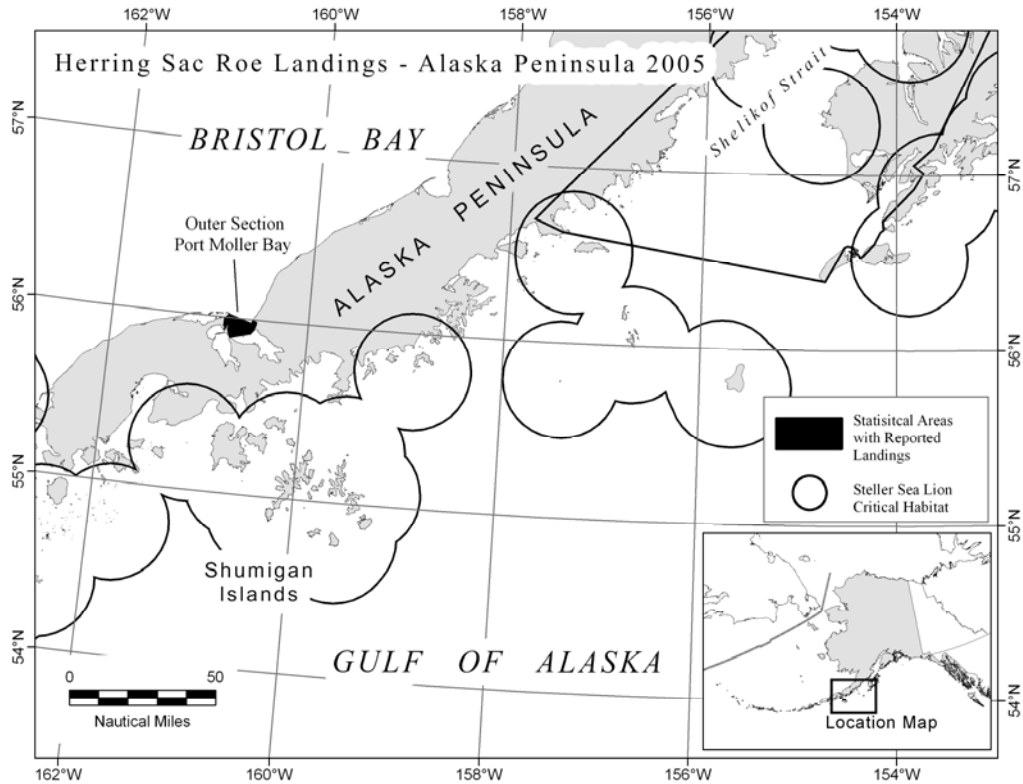 162°W 160°W 158°W 156°W 154°W
Herring Sac Roe Landings - Alaska Peninsula 2005
Shelikof Strait
57°N
BRISTOL BAY
57°N
ALASKA PENINSULA
Outer Section
Port Moller Bay
56°N
56°N
Statisitcal Areas
with Reported
Landings
Steller Sea Lion
Critical Habitat
55°N
55°N
Shumigan
Islands
54°N
GULF OF ALASKA
0 50
Nautical Miles
54°N
Location Map
162°W 160°W 158°W 156°W 154°W